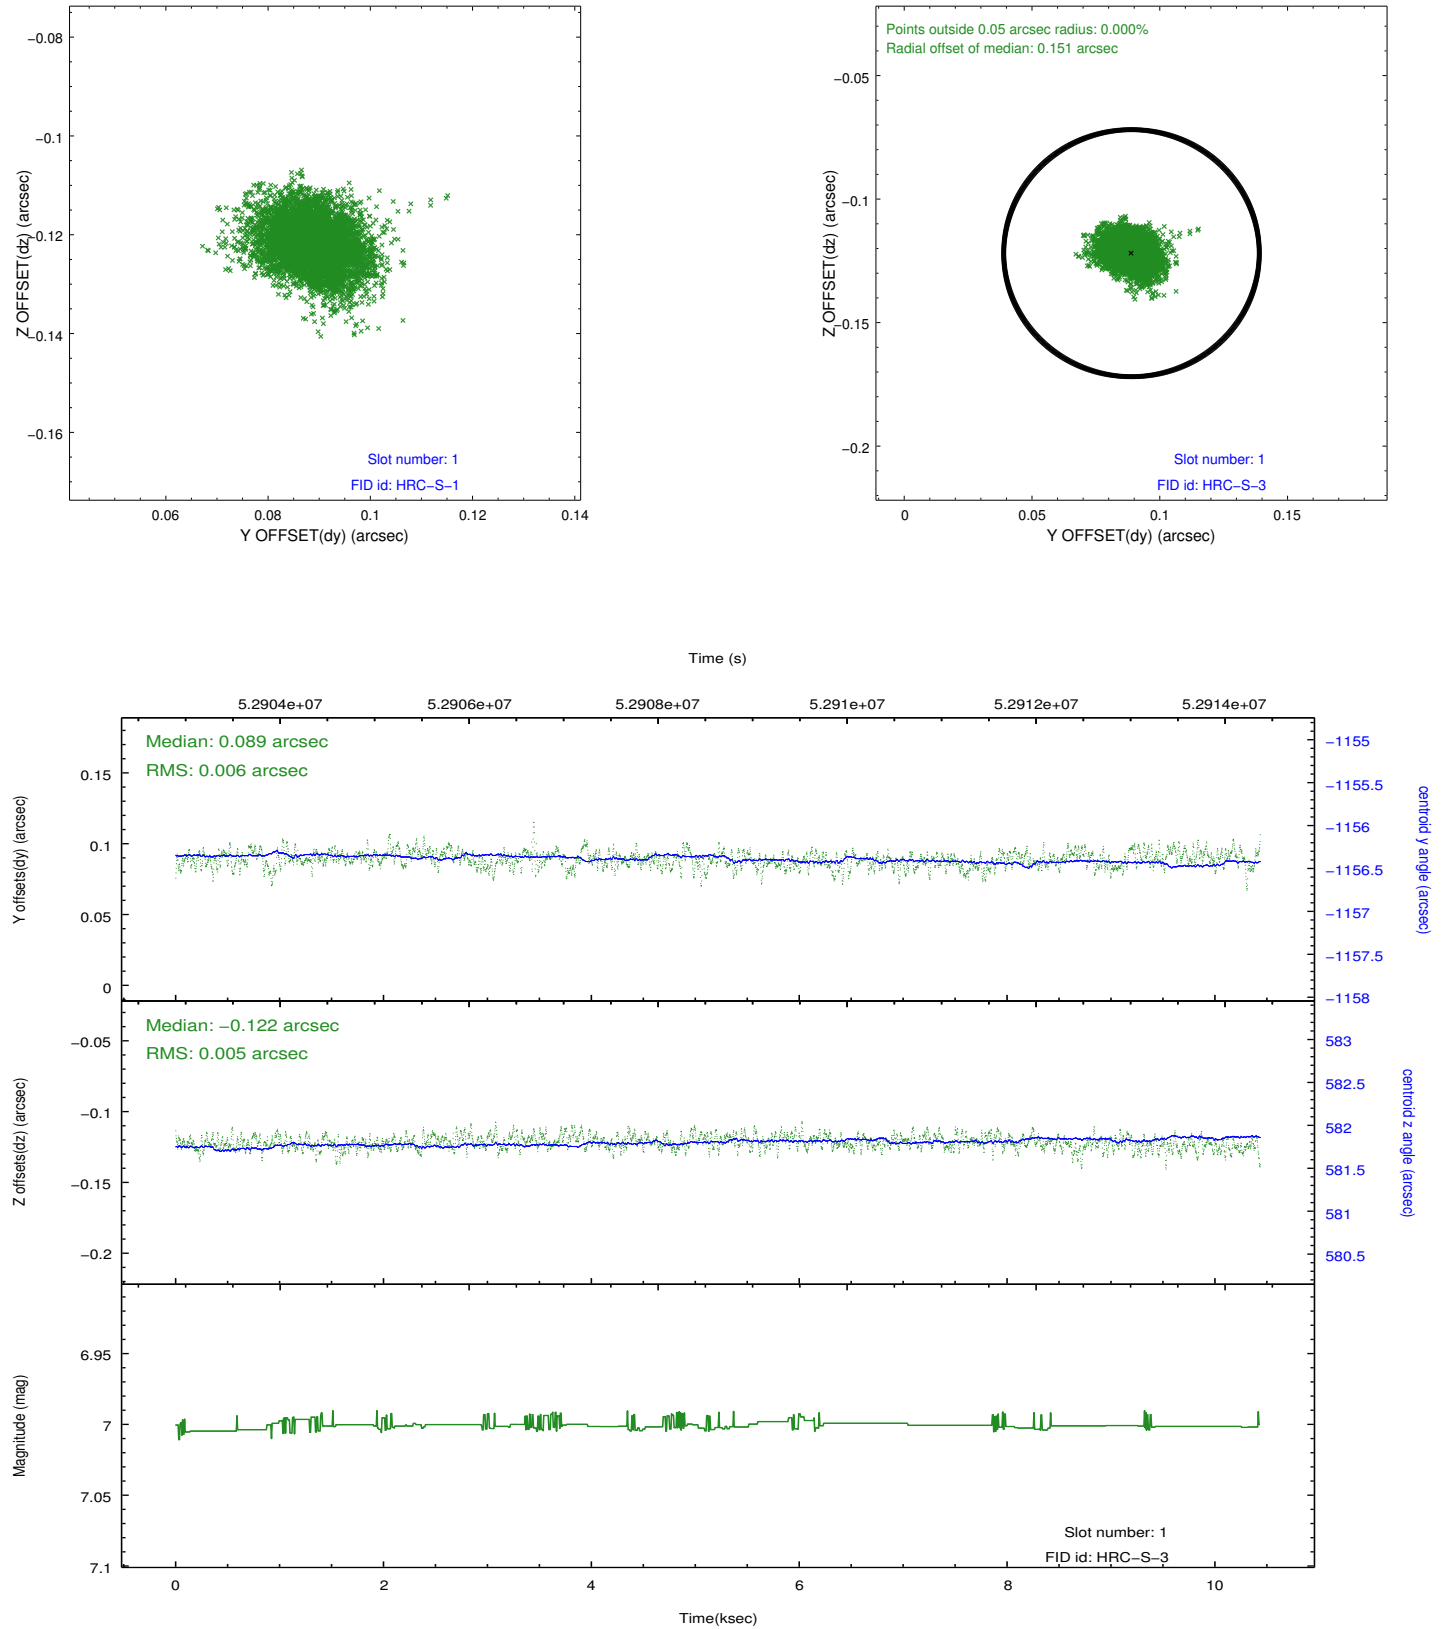 −0.08
−0.1
−0.12
−0.14
−0.16
Z OFFSET(dz) (arcsec)
Slot number: 1
FID id: HRC−S−1
0.06
0.08
0.1
0.12
0.14
Y OFFSET(dy) (arcsec)
Points outside 0.05 arcsec radius: 0.000%
Radial offset of median: 0.151 arcsec
−0.05
−0.1
−0.15
−0.2
Z OFFSET(dz) (arcsec)
Slot number: 1
FID id: HRC−S−3
0
0.05
0.1
0.15
Y OFFSET(dy) (arcsec)
Time (s)
5.2904e+07
5.2906e+07
5.2908e+07
5.291e+07
5.2912e+07
5.2914e+07
Median: 0.089 arcsec
RMS: 0.006 arcsec
0.15
0.1
0.05
0
Y offsets(dy) (arcsec)
−1155
−1155.5
−1156
−1156.5
−1157
−1157.5
−1158
centroid y angle (arcsec)
Median: −0.122 arcsec
RMS: 0.005 arcsec
−0.05
−0.1
−0.15
−0.2
Z offsets(dz) (arcsec)
583
582.5
582
581.5
581
580.5
centroid z angle (arcsec)
6.95
7
7.05
7.1
Magnitude (mag)
Slot number: 1
FID id: HRC−S−3
0
2
4
6
8
10
Time(ksec)